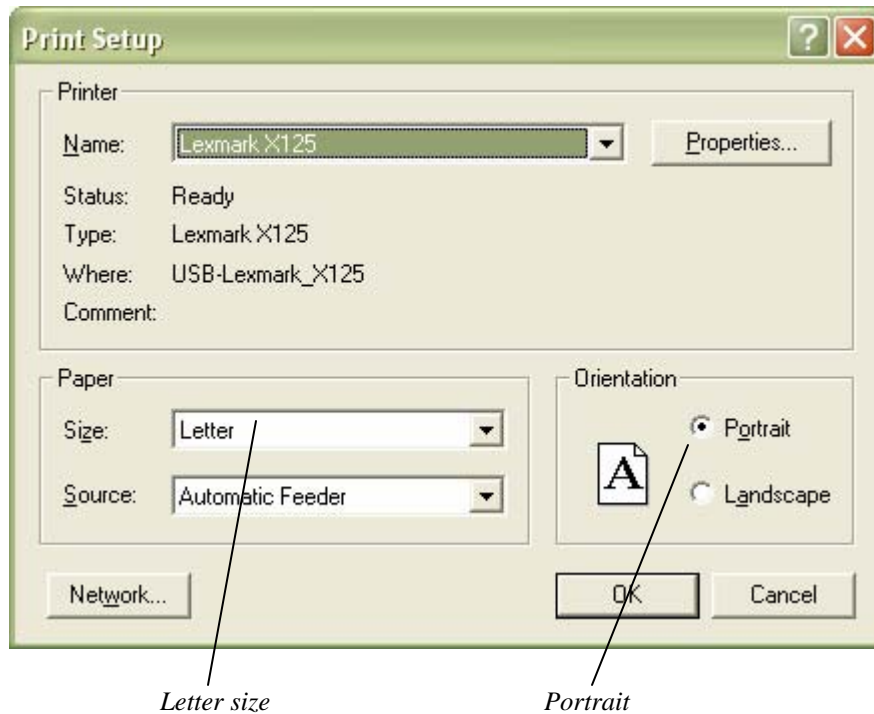 Print Setup
Printer
Name: Lexmark X125 Properties...
Status: Ready
Type: Lexmark X125
Where: USB-Lexmark_X125
Comment:
Paper
Size: Letter
Source: Automatic Feeder
Orientation
A
Portrait
Landscape
Network... OK Cancel
Letter size Portrait